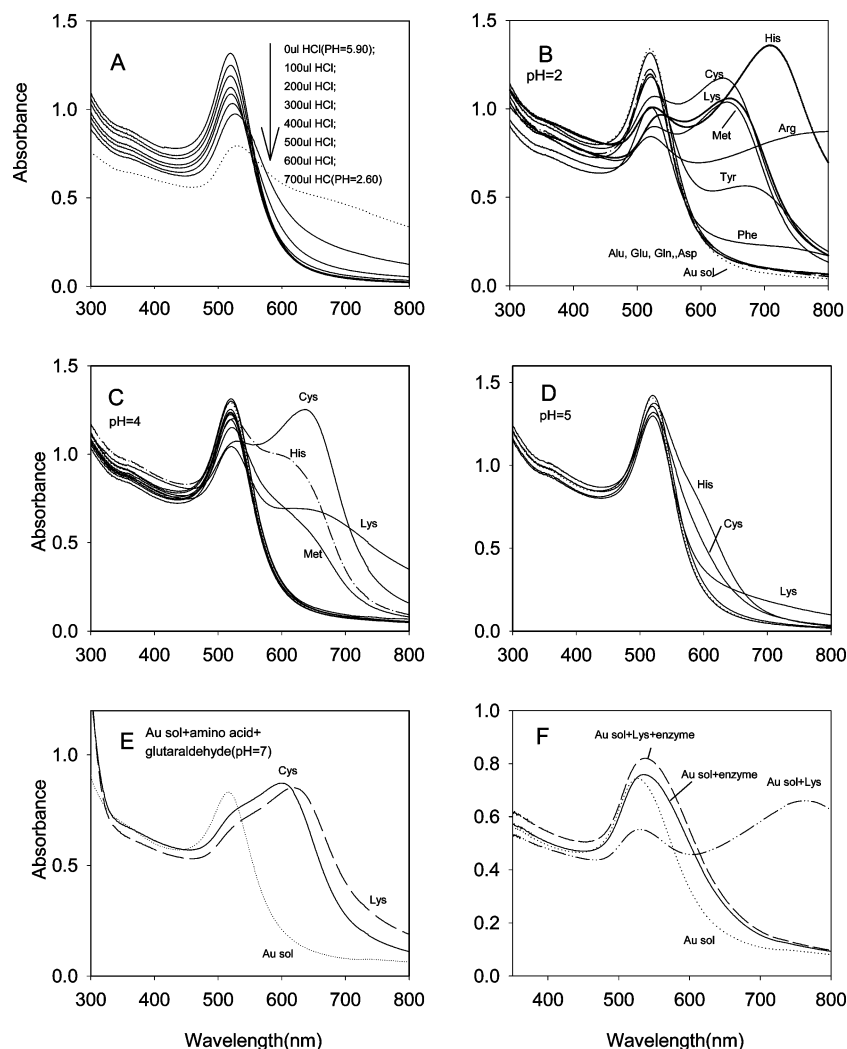 1.5
1.0
0.5
0.0
300 400 500 600 700 800
Absorbance
A
0ul HCl(PH=5.90);
100ul HCl;
200ul HCl;
300ul HCl;
400ul HCl;
500ul HCl;
600ul HCl;
700ul HC(PH=2.60)
1.5
1.0
0.5
0.0
300 400 500 600 700 800
B
pH=2
His
Cys
Lys
Met
Arg
Tyr
Phe
Alu, Glu, Gln,,Asp
Au sol
1.5
1.0
0.5
0.0
300 400 500 600 700 800
Absorbance
C
pH=4
Cys
His
Lys
Met
1.5
1.0
0.5
0.0
300 400 500 600 700 800
D
pH=5
His
Cys
Lys
1.0
0.5
0.0
300 400 500 600 700 800
Absorbance
Wavelength(nm)
E
Au sol+amino acid+
glutaraldehyde(pH=7)
Cys
Lys
Au sol
1.0
0.8
0.6
0.4
0.2
0.0
400 500 600 700 800
Wavelength(nm)
F
Au sol+Lys+enzyme
Au sol+enzyme
Au sol+Lys
Au sol